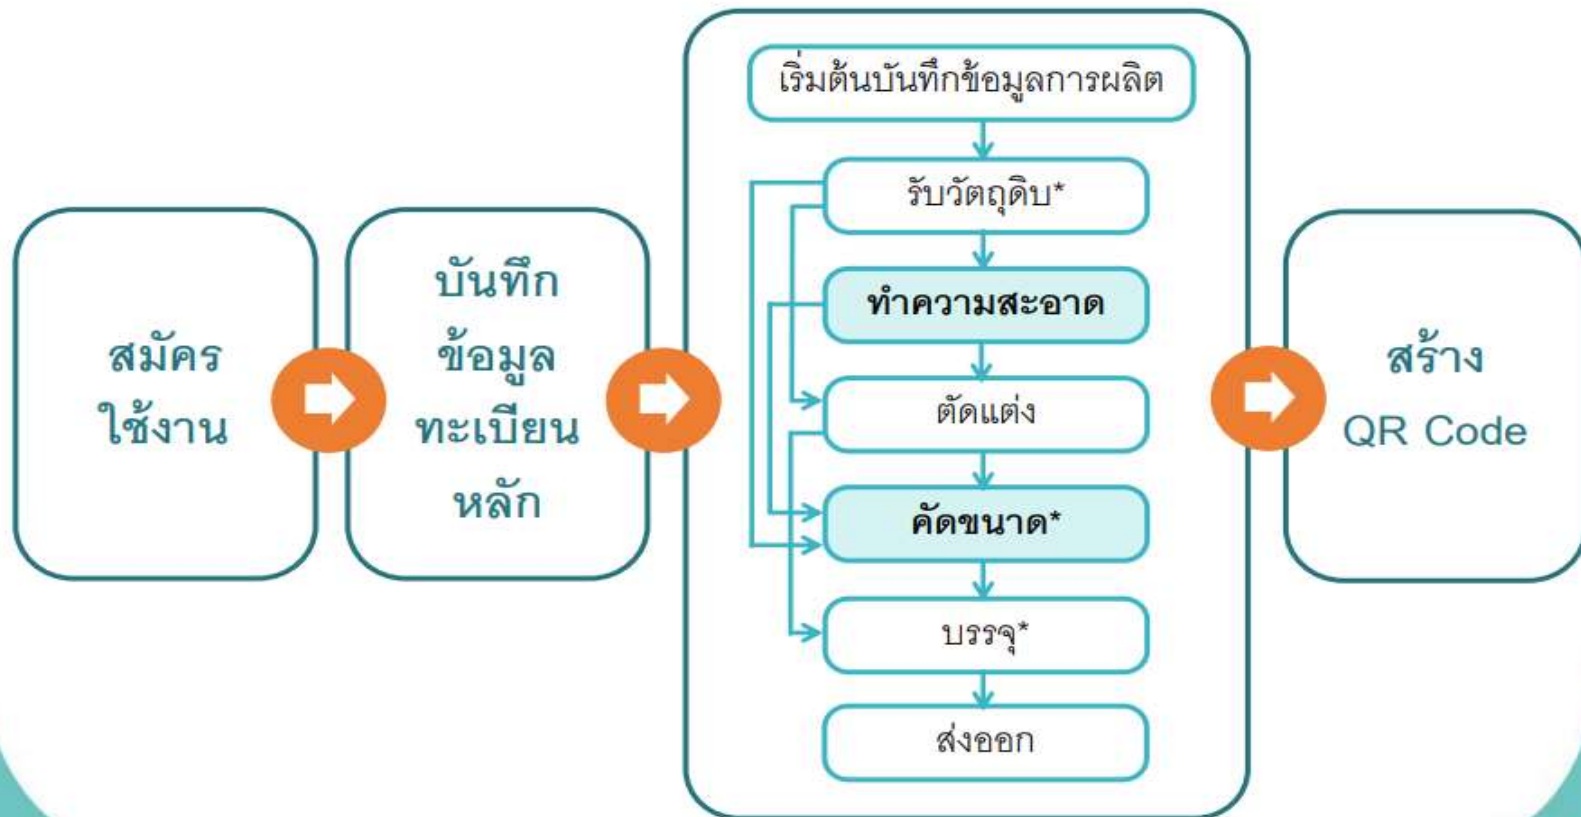 สมัคร
ใช้งาน
บันทึก
ข้อมูล
ทะเบียน
หลัก
เริ่มต้นบันทึกข้อมูลการผลิต
รับวัตถุดิบ*
ทำความสะอาด
ตัดแต่ง
คัดขนาด*
บรรจุ*
ส่งออก
สร้าง
QR Code